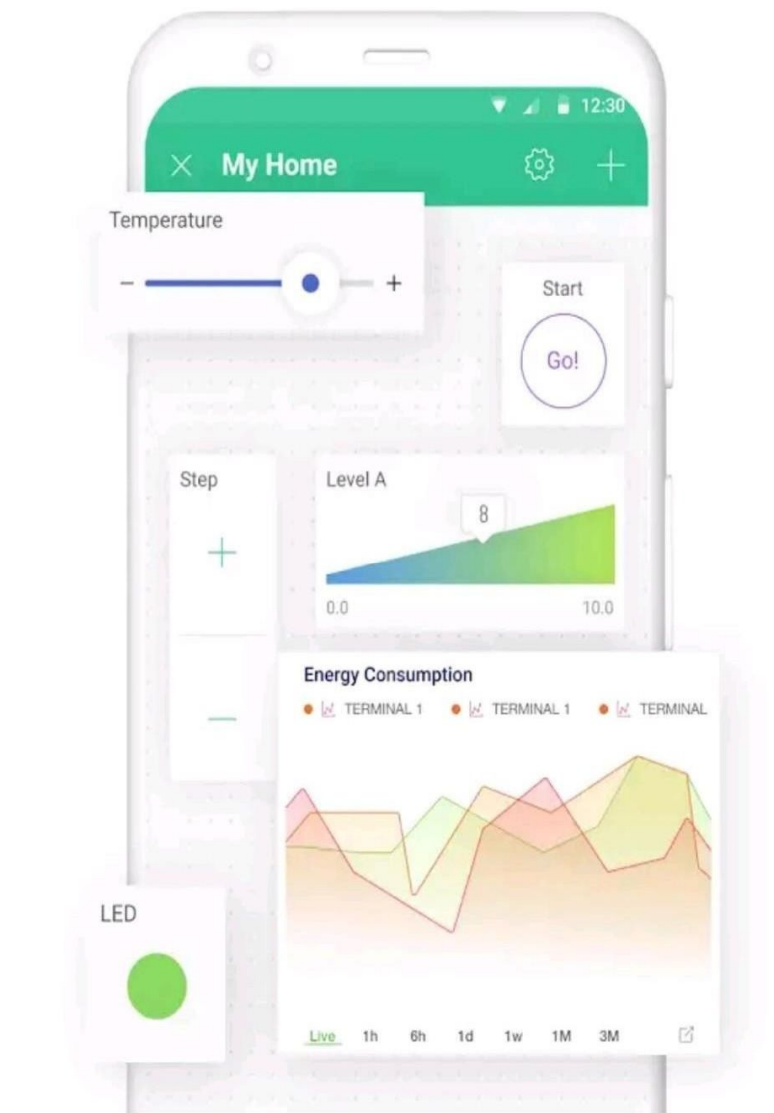 12:30
My Home
Temperature
− +
Start
Go!
Step
+
−
Level A
8
0.0 10.0
Energy Consumption
TERMINAL 1 TERMINAL 1 TERMINAL
LED
Live 1h 6h 1d 1w 1M 3M